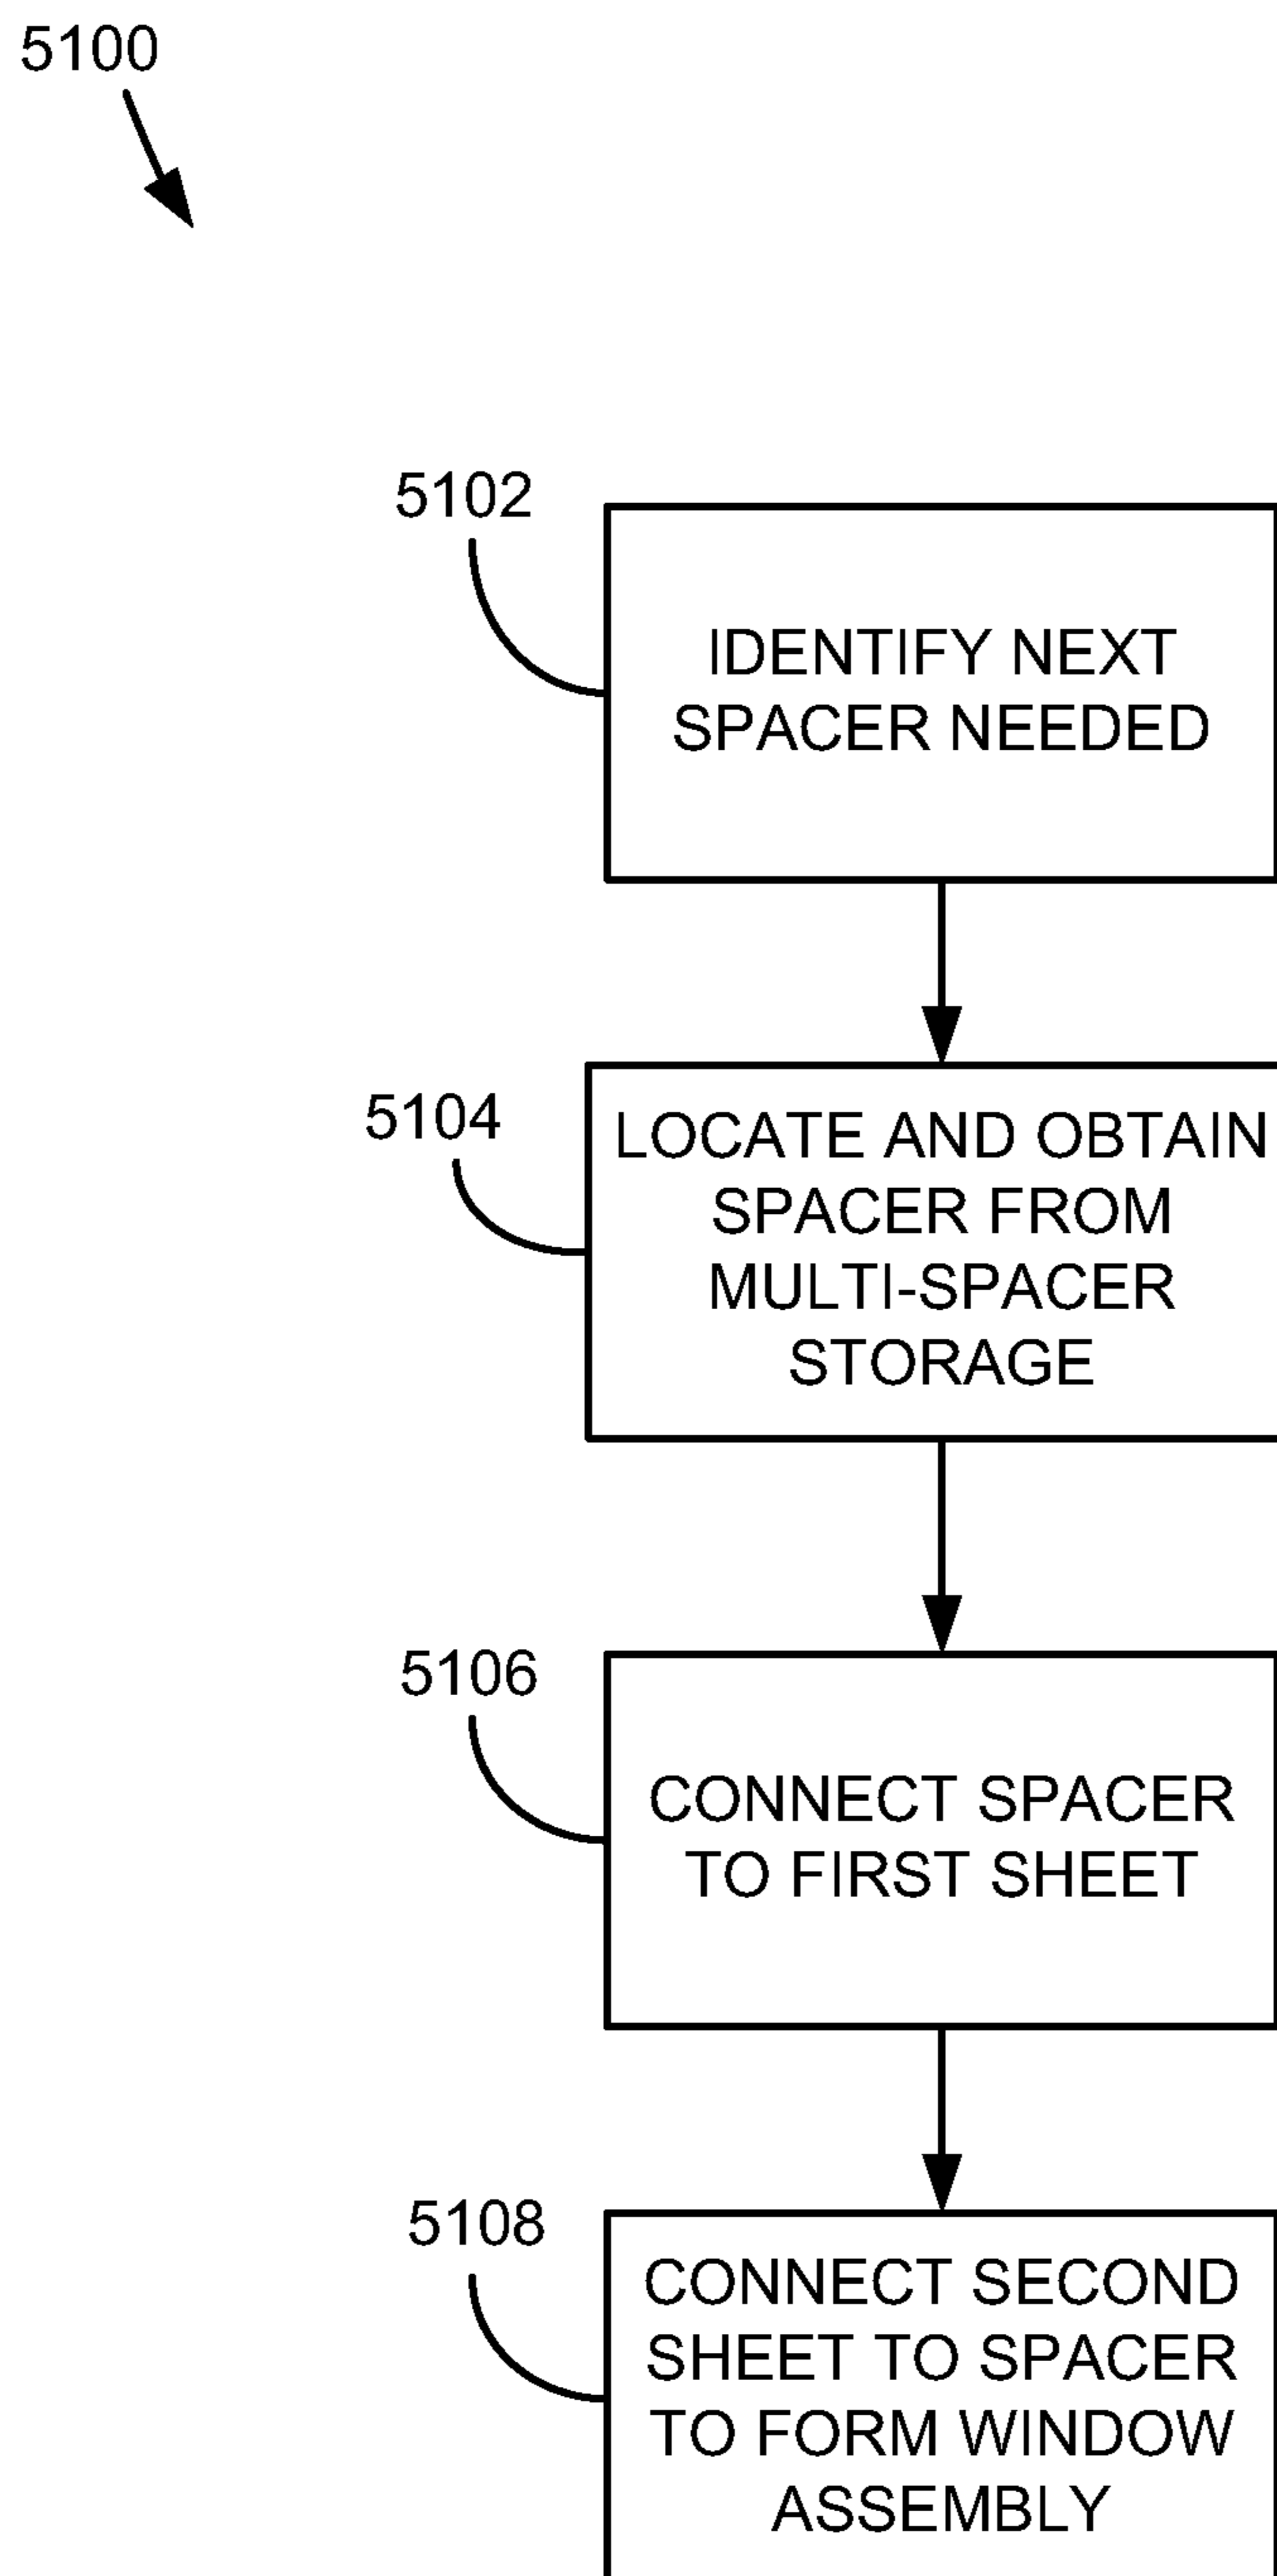 5100
5102
IDENTIFY NEXT
SPACER NEEDED
5104
LOCATE AND OBTAIN
SPACER FROM
MULTI-SPACER
STORAGE
5106
CONNECT SPACER
TO FIRST SHEET
5108
CONNECT SECOND
SHEET TO SPACER
TO FORM WINDOW
ASSEMBLY